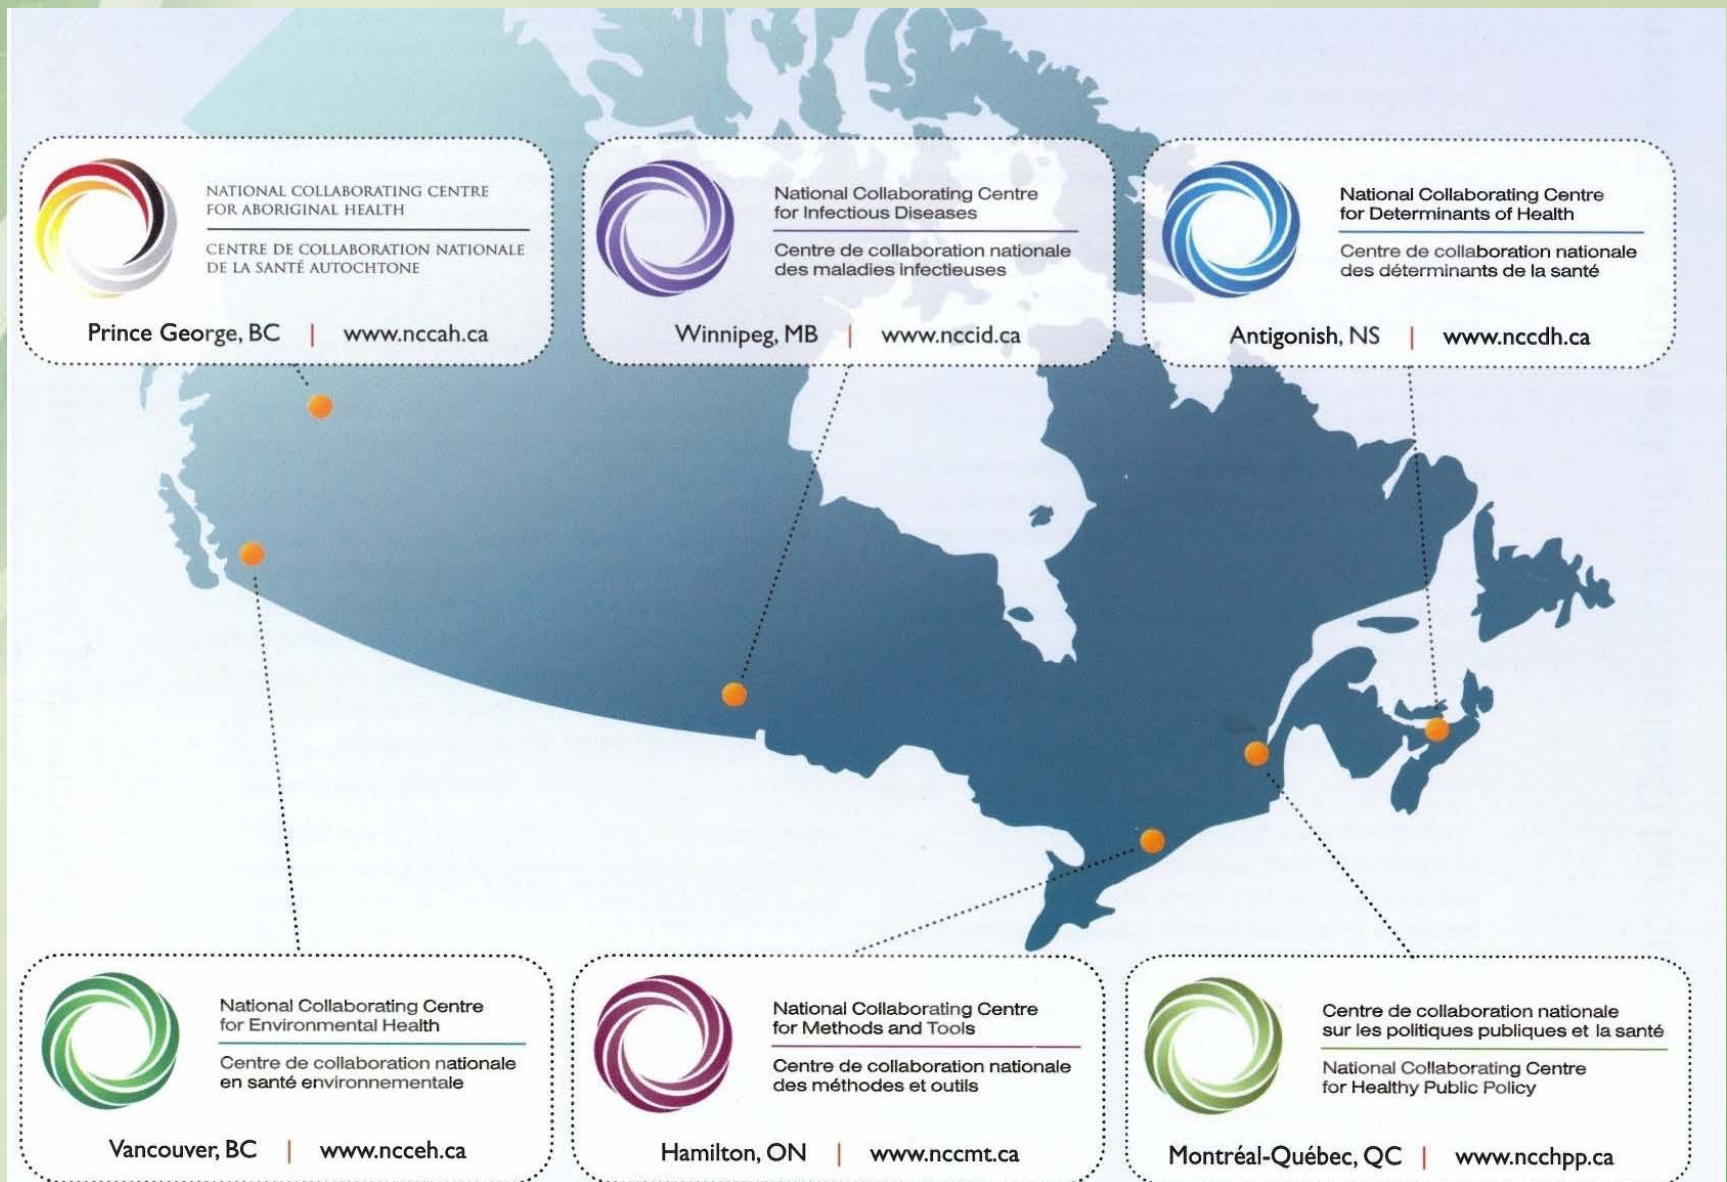 NATIONAL COLLABORATING CENTRE
FOR ABORIGINAL HEALTH
CENTRE DE COLLABORATION NATIONALE
DE LA SANTÉ AUTOCHTONE
Prince George, BC | www.nccah.ca
National Collaborating Centre
for Infectious Diseases
Centre de collaboration nationale
des maladies infectieuses
Winnipeg, MB | www.nccid.ca
National Collaborating Centre
for Determinants of Health
Centre de collaboration nationale
des déterminants de la santé
Antigonish, NS | www.nccdh.ca
National Collaborating Centre
for Environmental Health
Centre de collaboration nationale
en santé environnementale
Vancouver, BC | www.ncceh.ca
National Collaborating Centre
for Methods and Tools
Centre de collaboration nationale
des méthodes et outils
Hamilton, ON | www.nccmt.ca
Centre de collaboration nationale
sur les politiques publiques et la santé
National Collaborating Centre
for Healthy Public Policy
Montréal-Québec, QC | www.ncchpp.ca